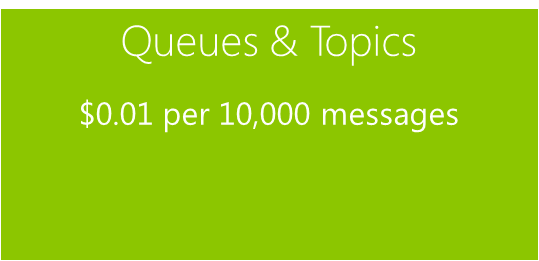 Queues & Topics
$0.01 per 10,000 messages